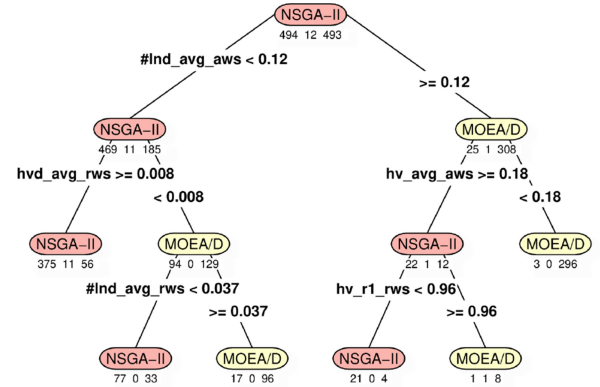 NSGA–II
494 12 493
#lnd_avg_aws < 0.12
>= 0.12
NSGA–II
469 11 185
MOEA/D
25 1 308
hvd_avg_rws >= 0.008
< 0.008
hv_avg_aws >= 0.18
< 0.18
NSGA–II
375 11 56
MOEA/D
94 0 129
NSGA–II
22 1 12
MOEA/D
3 0 296
#lnd_avg_rws < 0.037
>= 0.037
hv_r1_rws < 0.96
>= 0.96
NSGA–II
77 0 33
MOEA/D
17 0 96
NSGA–II
21 0 4
MOEA/D
1 1 8